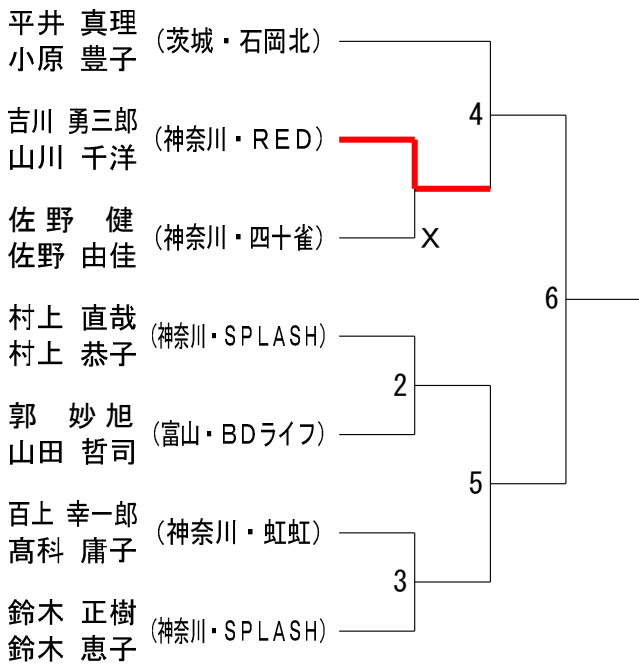 平井 真理
小原 豊子
(茨城・石岡北)
吉川 勇三郎
山川 千洋
(神奈川・RED)
佐野 健
佐野 由佳
(神奈川・四十雀)
村上 直哉
村上 恭子
(神奈川・SPLASH)
郭 妙旭
山田 哲司
(富山・BDライフ)
百上 幸一郎
髙科 庸子
(神奈川・虹虹)
鈴木 正樹
鈴木 恵子
(神奈川・SPLASH)
4
X
6
2
5
3